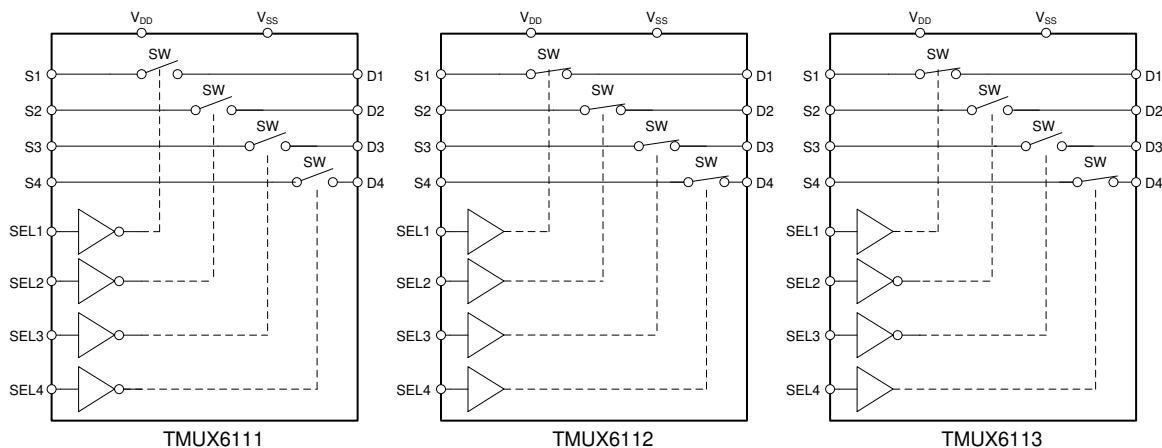 VDD VSS
SW
S1 D1
SW
S2 D2
SW
S3 D3
SW
S4 D4
SEL1
SEL2
SEL3
SEL4
TMUX6111
VDD VSS
SW
S1 D1
SW
S2 D2
SW
S3 D3
SW
S4 D4
SEL1
SEL2
SEL3
SEL4
TMUX6112
VDD VSS
SW
S1 D1
SW
S2 D2
SW
S3 D3
SW
S4 D4
SEL1
SEL2
SEL3
SEL4
TMUX6113